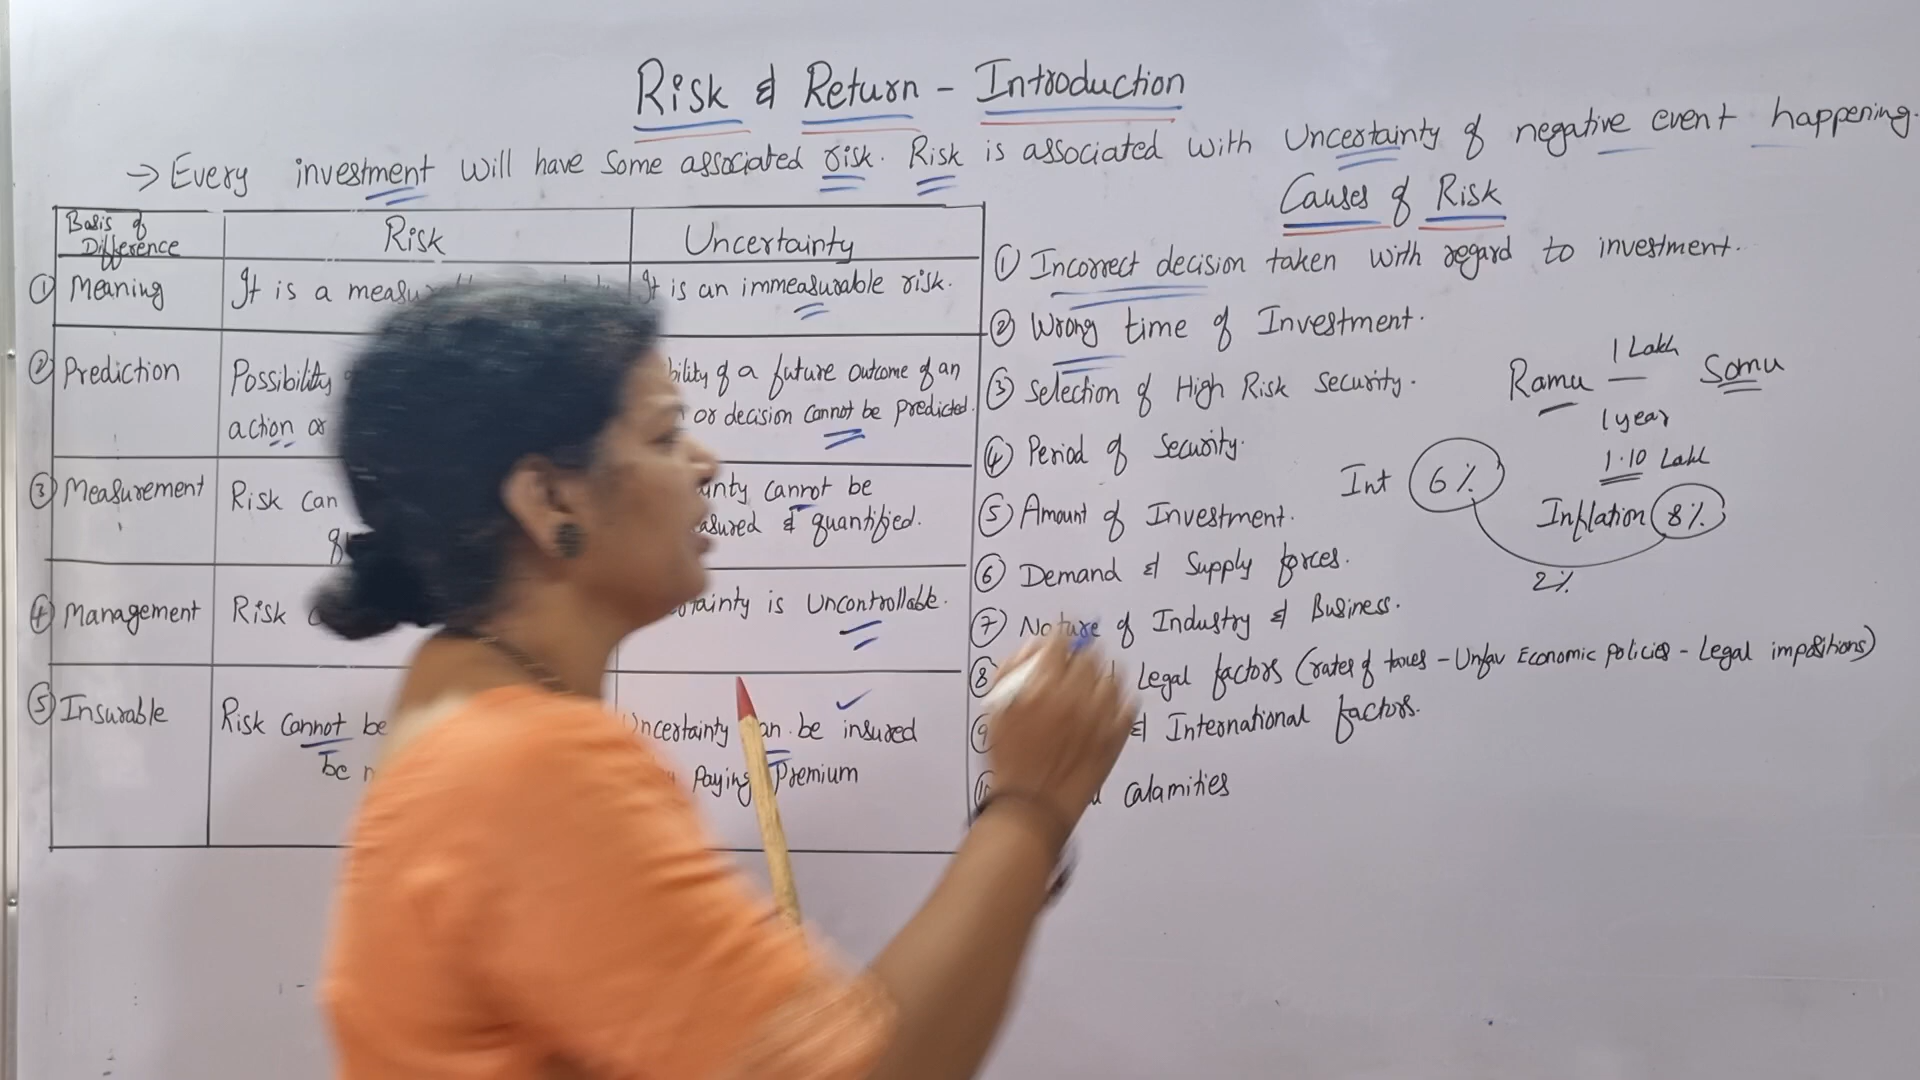 Risk & Return - Introduction
→ Every investment will have some associated risk. Risk is associated with Uncertainty of negative event happening.
Basis of Difference
Risk
Uncertainty
① Meaning
It is a
It is an immeasurable risk.
② Prediction
Possibility
action or
of a future outcome of an
or decision cannot be predicted.
③ Measurement
Risk can
cannot be
& quantified.
④ Management
Risk
is Uncontrollable.
⑤ Insurable
Risk cannot be
be
Uncertainty can be insured
Paying Premium
Causes of Risk
① Incorrect decision taken with regard to investment.
② Wrong time of Investment.
③ Selection of High Risk Security.
④ Period of Security.
⑤ Amount of Investment.
⑥ Demand & Supply forces.
⑦ Nature of Industry & Business.
⑧ Legal factors (rates of taxes - Unfav Economic policies - Legal impositions)
⑨ & International factors.
calamities
Ramu 1 Lakh Somu
1 year
1.10 Lakh
Int 6%
Inflation 8%
2%